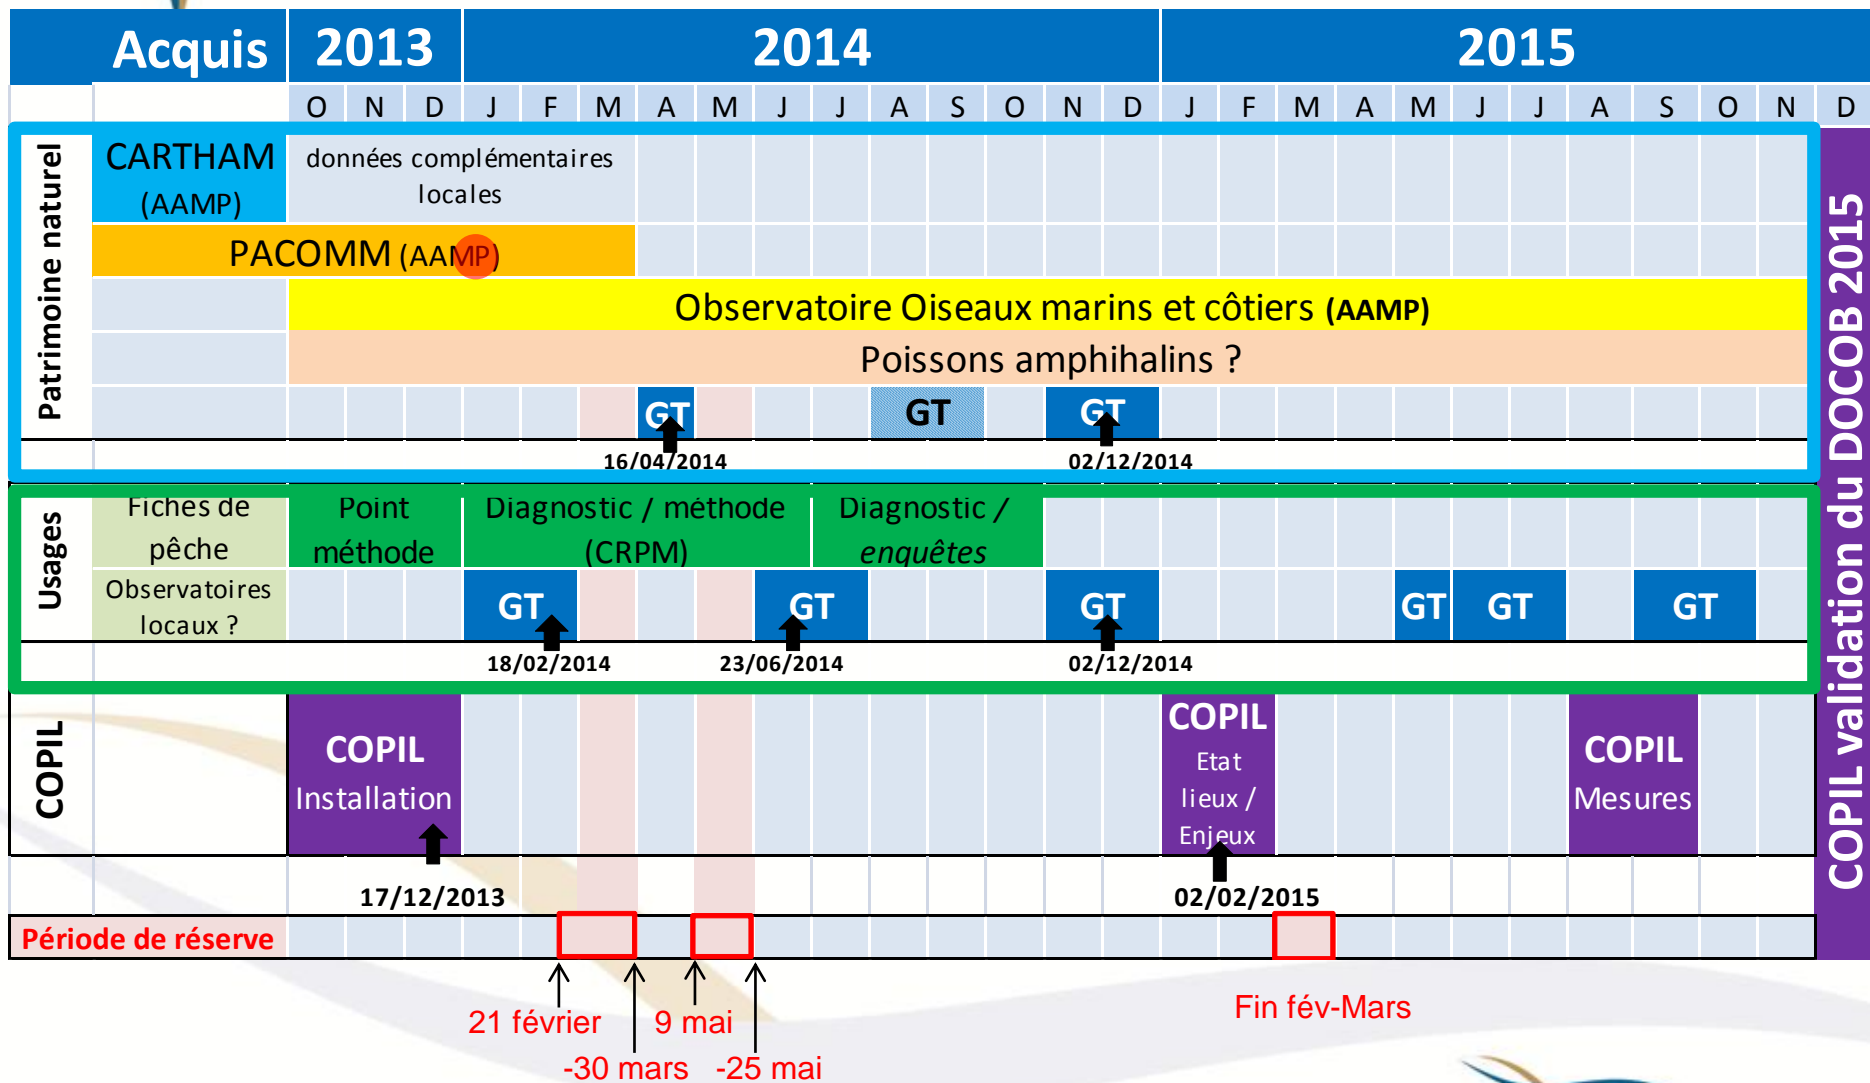 Acquis 2013 2014 2015
O N D J F M A M J J A S O N D J F M A M J J A S O N D
Patrimoine naturel
CARTHAM
(AAMP)
données complémentaires
locales
PACOMM (AAMP)
Observatoire Oiseaux marins et côtiers (AAMP)
Poissons amphihalins ?
GT GT GT
16/04/2014 02/12/2014
Usages
Fiches de
pêche
Point
méthode
Diagnostic / méthode
(CRPM)
Diagnostic /
enquêtes
Observatoires
locaux ?
GT GT GT GT GT GT
18/02/2014 23/06/2014 02/12/2014
COPIL
COPIL
Installation
COPIL
Etat
lieux /
Enjeux
COPIL
Mesures
17/12/2013 02/02/2015
COPIL validation du DOCOB 2015
Période de réserve
21 février 9 mai Fin fév-Mars
-30 mars -25 mai